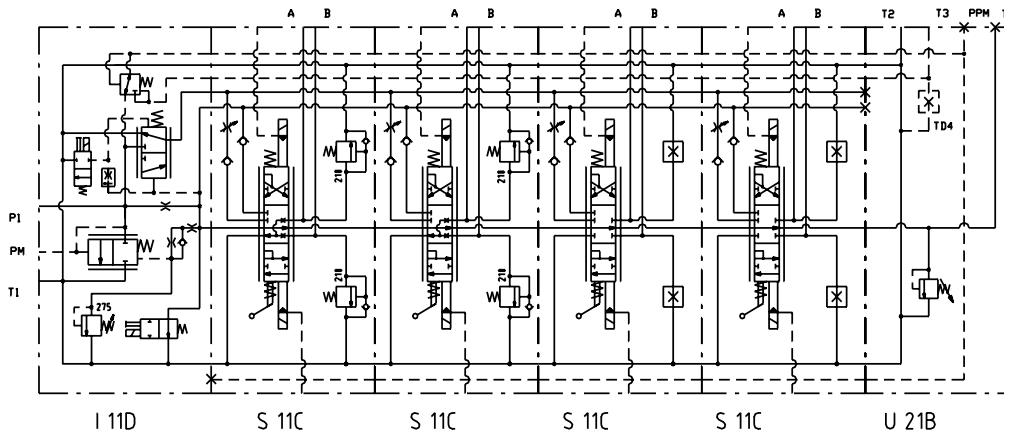 A B A B A B A B T2 T3 PPM
TD4
210 210
P1
PM
T1
210 210
275
I 11D S 11C S 11C S 11C S 11C U 21B